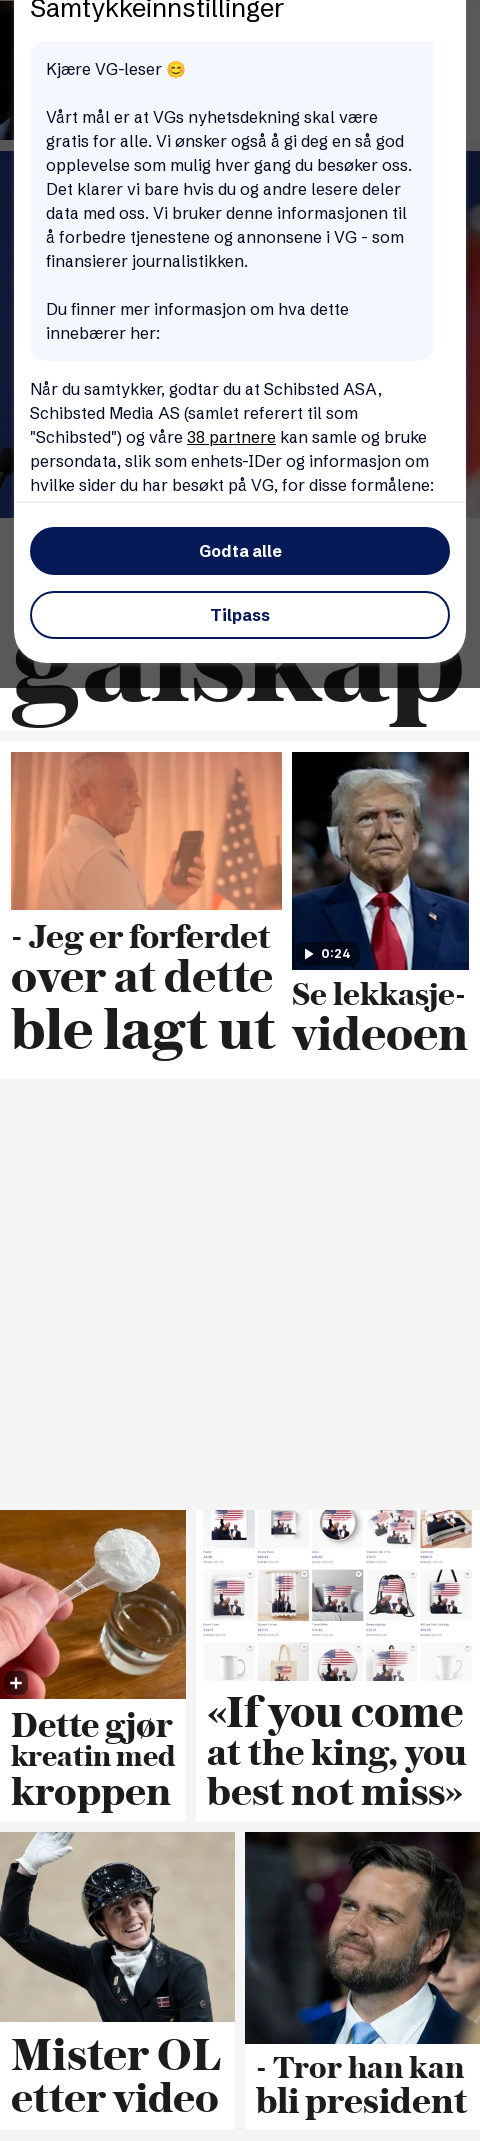 Samtykkeinnstillinger
Kjære VG-leser 😊
Vårt mål er at VGs nyhetsdekning skal være
gratis for alle. Vi ønsker også å gi deg en så god
opplevelse som mulig hver gang du besøker oss.
Det klarer vi bare hvis du og andre lesere deler
data med oss. Vi bruker denne informasjonen til
å forbedre tjenestene og annonsene i VG - som
finansierer journalistikken.
Du finner mer informasjon om hva dette
innebærer her:
Når du samtykker, godtar du at Schibsted ASA,
Schibsted Media AS (samlet referert til som
"Schibsted") og våre 38 partnere kan samle og bruke
persondata, slik som enhets-IDer og informasjon om
hvilke sider du har besøkt på VG, for disse formålene:
Godta alle
Tilpass
galskap
- Jeg er forferdet
over at dette
ble lagt ut
0:24
Se lekkasje-
videoen
Dette gjør
kreatin med
kroppen
«If you come
at the king, you
best not miss»
Mister OL
etter video
- Tror han kan
bli president